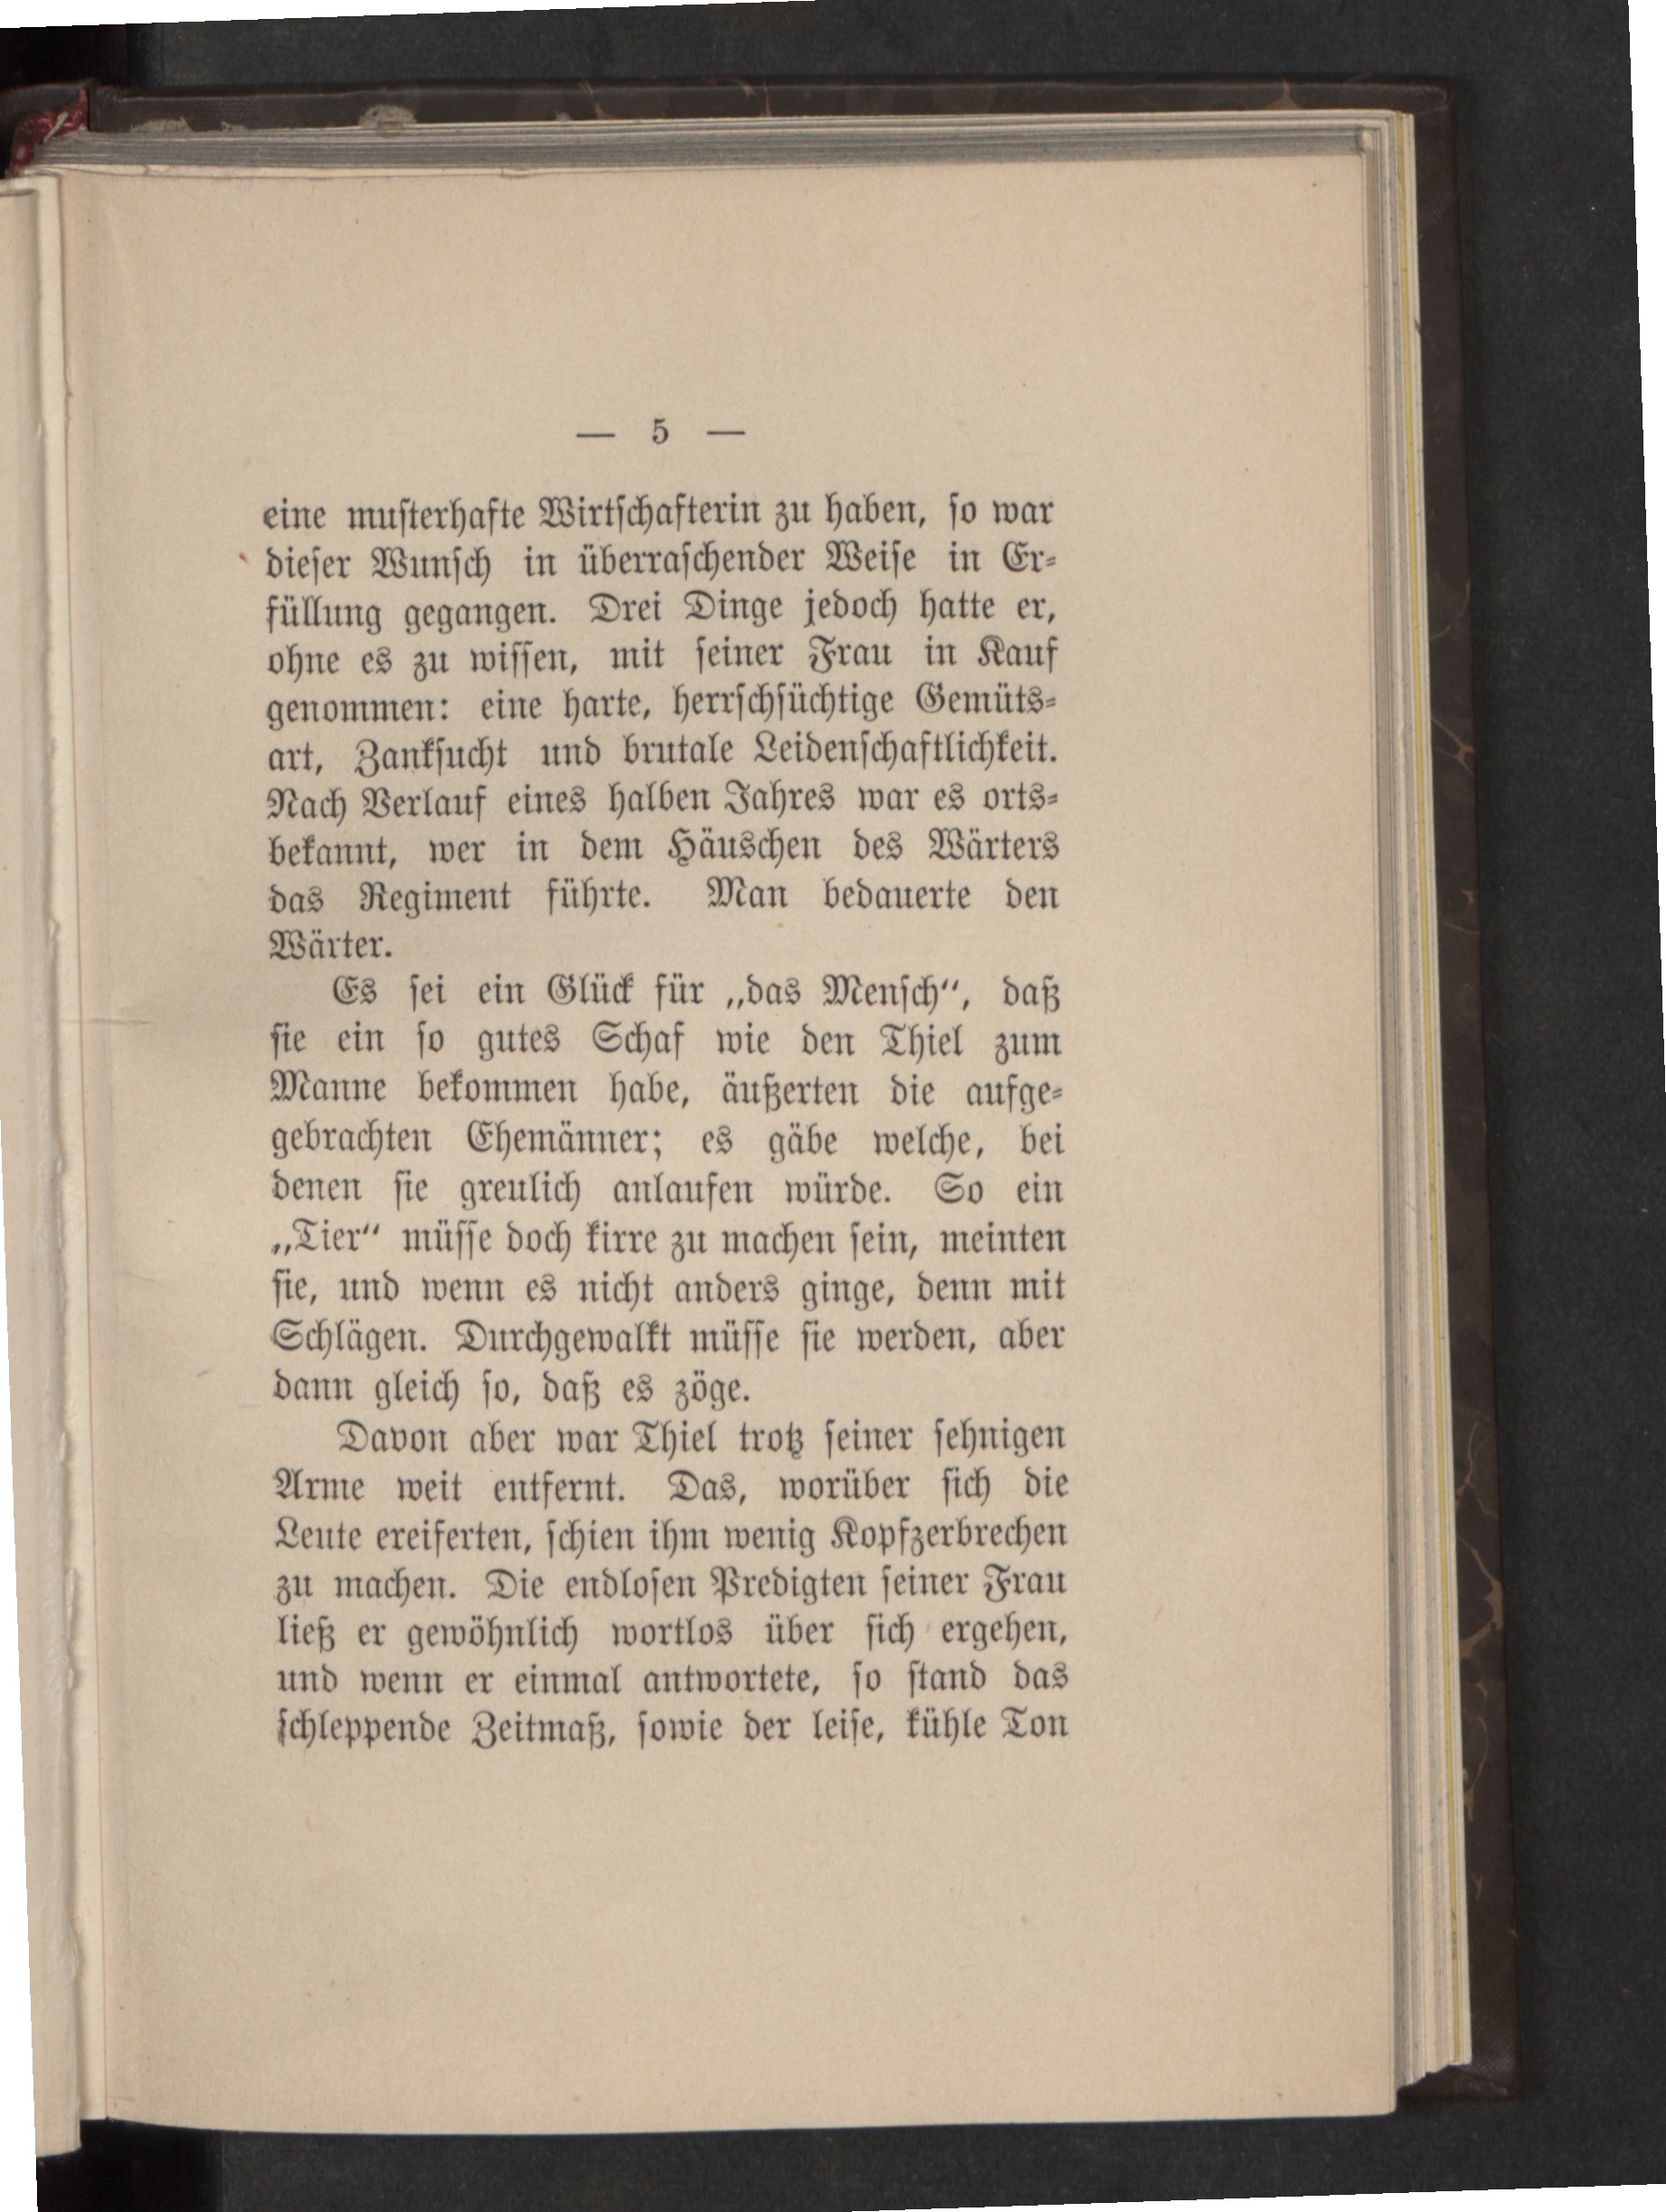 — 5 —
eine muſterhafte Wirtſchafterin zu haben, ſo war
dieſer Wunſch in überraſchender Weiſe in Er-
füllung gegangen. Drei Dinge jedoch hatte er,
ohne es zu wiſſen, mit ſeiner Frau in Kauf
genommen: eine harte, herrſchſüchtige Gemüts-
art, Zankſucht und brutale Leidenſchaftlichkeit.
Nach Verlauf eines halben Jahres war es orts-
bekannt, wer in dem Häuschen des Wärters
das Regiment führte. Man bedauerte den
Wärter.
Es ſei ein Glück für „das Menſch“, daß
ſie ein ſo gutes Schaf wie den Thiel zum
Manne bekommen habe, äußerten die aufge-
gebrachten Ehemänner; es gäbe welche, bei
denen ſie greulich anlaufen würde. So ein
„Tier“ müſſe doch kirre zu machen ſein, meinten
ſie, und wenn es nicht anders ginge, denn mit
Schlägen. Durchgewalkt müſſe ſie werden, aber
dann gleich ſo, daß es zöge.
Davon aber war Thiel trotz ſeiner ſehnigen
Arme weit entfernt. Das, worüber ſich die
Leute ereiferten, ſchien ihm wenig Kopfzerbrechen
zu machen. Die endloſen Predigten ſeiner Frau
ließ er gewöhnlich wortlos über ſich ergehen,
und wenn er einmal antwortete, ſo ſtand das
ſchleppende Zeitmaß, ſowie der leiſe, kühle Ton